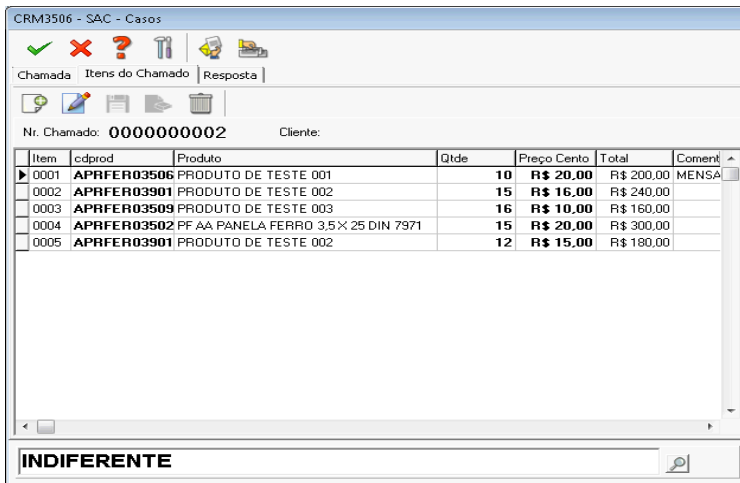 CRM3506 - SAC - Casos
Chamada Itens do Chamado Resposta
Nr. Chamado: 0000000002 Cliente:
Item cdprod Produto Qtde Preço Cento Total Coment
0001 APRFER03506 PRODUTO DE TESTE 001 10 R$ 20,00 R$ 200,00 MENSA
0002 APRFER03901 PRODUTO DE TESTE 002 15 R$ 16,00 R$ 240,00
0003 APRFER03509 PRODUTO DE TESTE 003 16 R$ 10,00 R$ 160,00
0004 APRFER03502 PF AA PANELA FERRO 3,5 X 25 DIN 7971 15 R$ 20,00 R$ 300,00
0005 APRFER03901 PRODUTO DE TESTE 002 12 R$ 15,00 R$ 180,00
INDIFERENTE